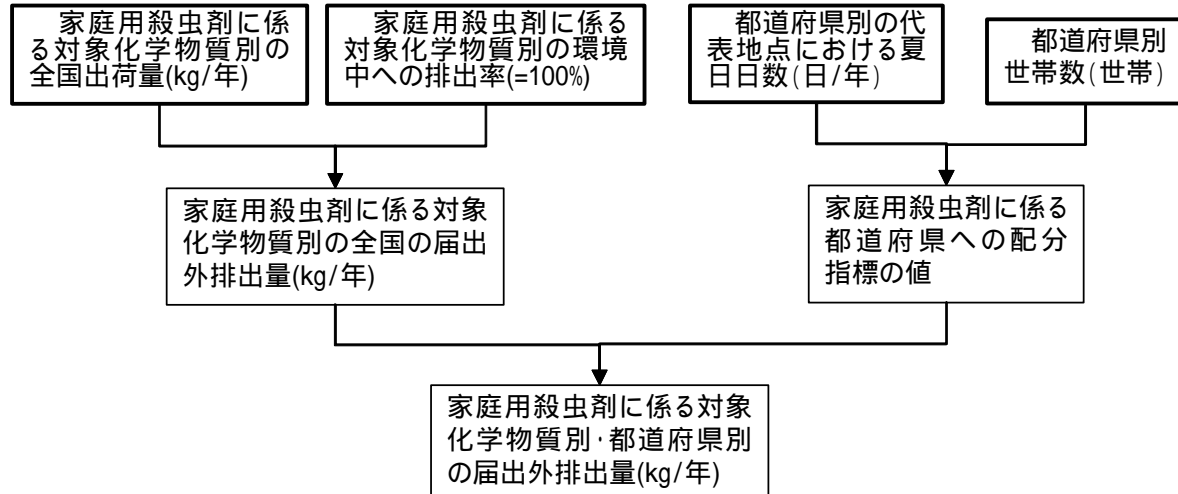 家庭用殺虫剤に係
る対象化学物質別の
全国出荷量(kg/年)
家庭用殺虫剤に係る
対象化学物質別の環境
中への排出率(=100%)
都道府県別の代
表地点における夏
日日数(日/年)
都道府県別
世帯数(世帯)
家庭用殺虫剤に係る対象
化学物質別の全国の届出
外排出量(kg/年)
家庭用殺虫剤に係る
都道府県への配分
指標の値
家庭用殺虫剤に係る対象
化学物質別・都道府県別
の届出外排出量(kg/年)